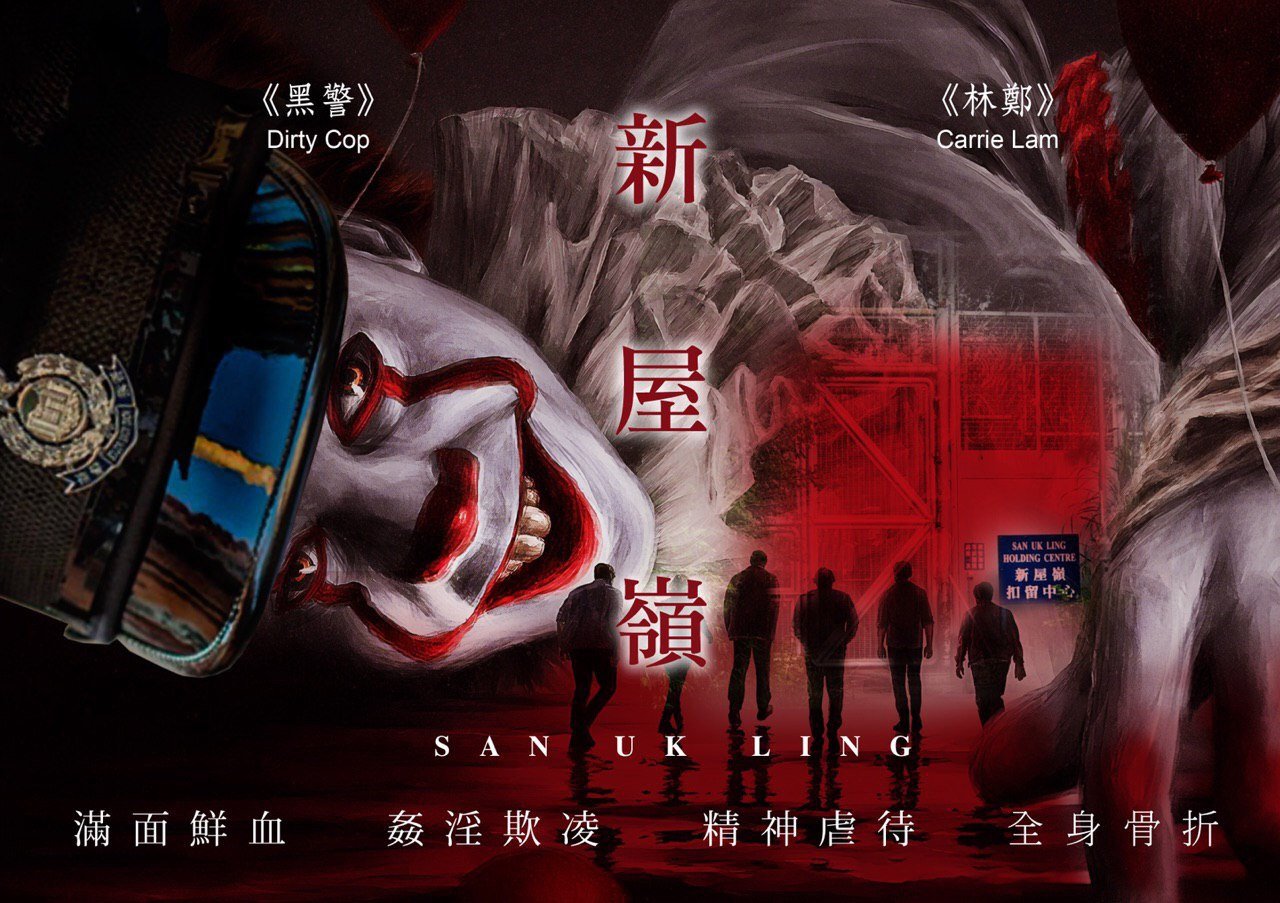 《黑警》
Dirty Cop
《林鄭》
Carrie Lam
新屋嶺
SAN UK LING
HOLDING CENTRE
新屋嶺
扣留中心
SAN UK LING
滿面鮮血 姦淫欺凌 精神虐待 全身骨折